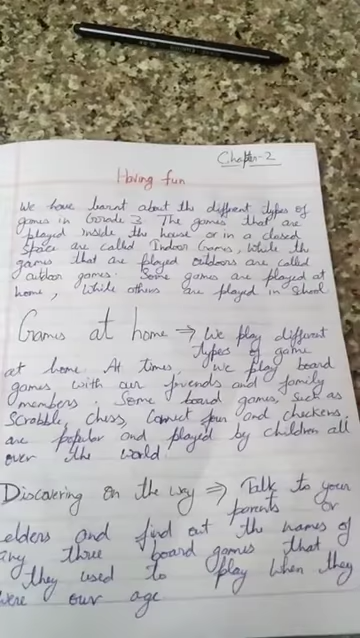 Chapter-2
Having fun
We have learnt about the different types of
games in Grade 3 The games that are
played inside the house or in a closed
space are called Indoor Games, While the
games that are played outdoors are called
outdoor games. Some games are played at
home, While others are played in School
Games at home → We play different
types of game
at home. At times, we play board
games with our friends and family
members. Some board games, such as
Scrabble, chess, Connect four and checkers.
are popular and played by children all
over the world
Discovering on the way ⇒ Talk to your
parents or
elders and find out the names of
any three board games that
they used to play when they
were our age